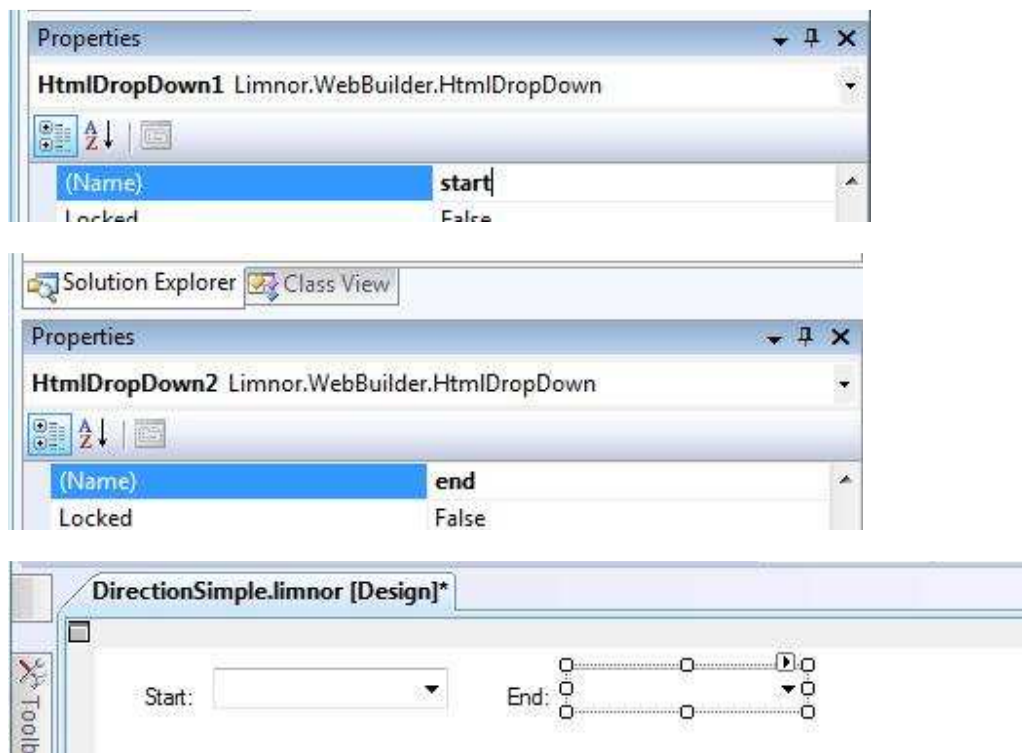 Properties
HtmlDropDown1 Limnor.WebBuilder.HtmlDropDown
(Name) start
Locked False
Solution Explorer Class View
Properties
HtmlDropDown2 Limnor.WebBuilder.HtmlDropDown
(Name) end
Locked False
DirectionSimple.limnor [Design]*
Start: End:
Toolb